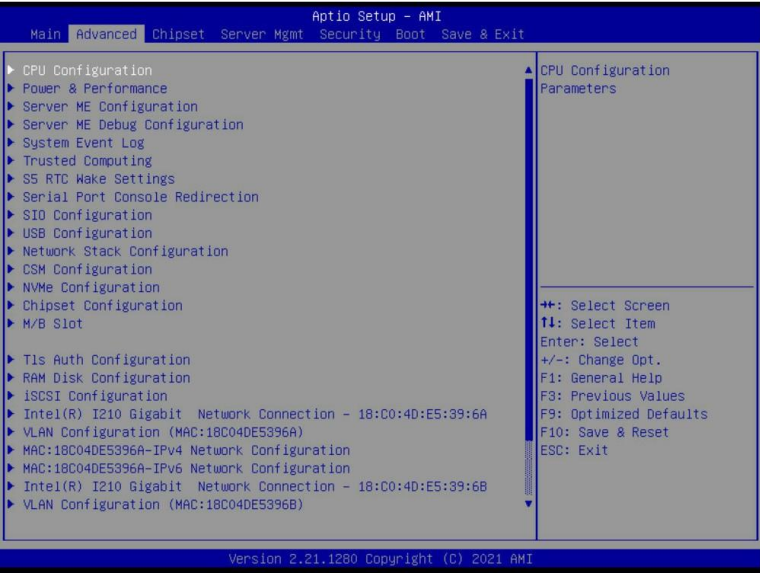 Aptio Setup – AMI
Main Advanced Chipset Server Mgmt Security Boot Save & Exit
▶ CPU Configuration
▶ Power & Performance
▶ Server ME Configuration
▶ Server ME Debug Configuration
▶ System Event Log
▶ Trusted Computing
▶ S5 RTC Wake Settings
▶ Serial Port Console Redirection
▶ SIO Configuration
▶ USB Configuration
▶ Network Stack Configuration
▶ CSM Configuration
▶ NVMe Configuration
▶ Chipset Configuration
▶ M/B Slot
▶ Tls Auth Configuration
▶ RAM Disk Configuration
▶ iSCSI Configuration
▶ Intel(R) I210 Gigabit  Network Connection – 18:C0:4D:E5:39:6A
▶ VLAN Configuration (MAC:18C04DE5396A)
▶ MAC:18C04DE5396A-IPv4 Network Configuration
▶ MAC:18C04DE5396A-IPv6 Network Configuration
▶ Intel(R) I210 Gigabit  Network Connection – 18:C0:4D:E5:39:6B
▶ VLAN Configuration (MAC:18C04DE5396B)
CPU Configuration
Parameters
→←: Select Screen
↑↓: Select Item
Enter: Select
+/-: Change Opt.
F1: General Help
F3: Previous Values
F9: Optimized Defaults
F10: Save & Reset
ESC: Exit
Version 2.21.1280 Copyright (C) 2021 AMI